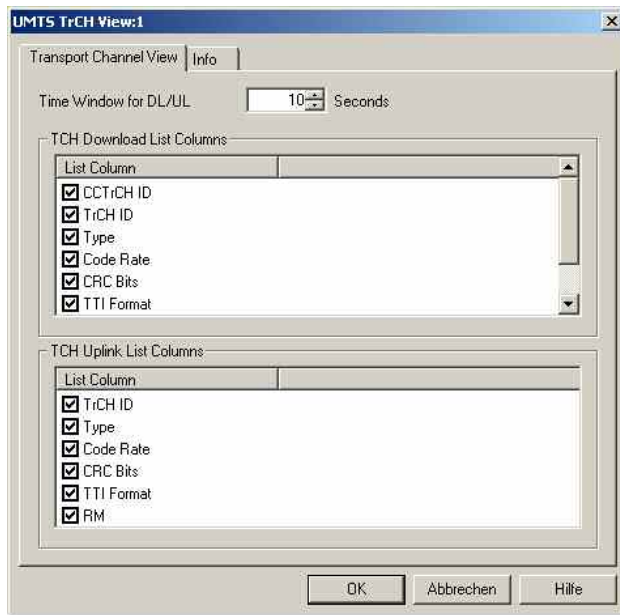 UMTS TrCH View:1
Transport Channel View Info
Time Window for DL/UL 10 Seconds
TCH Download List Columns
List Column
CCTrCH ID
TrCH ID
Type
Code Rate
CRC Bits
TTI Format
TCH Uplink List Columns
List Column
TrCH ID
Type
Code Rate
CRC Bits
TTI Format
RM
OK Abbrechen Hilfe